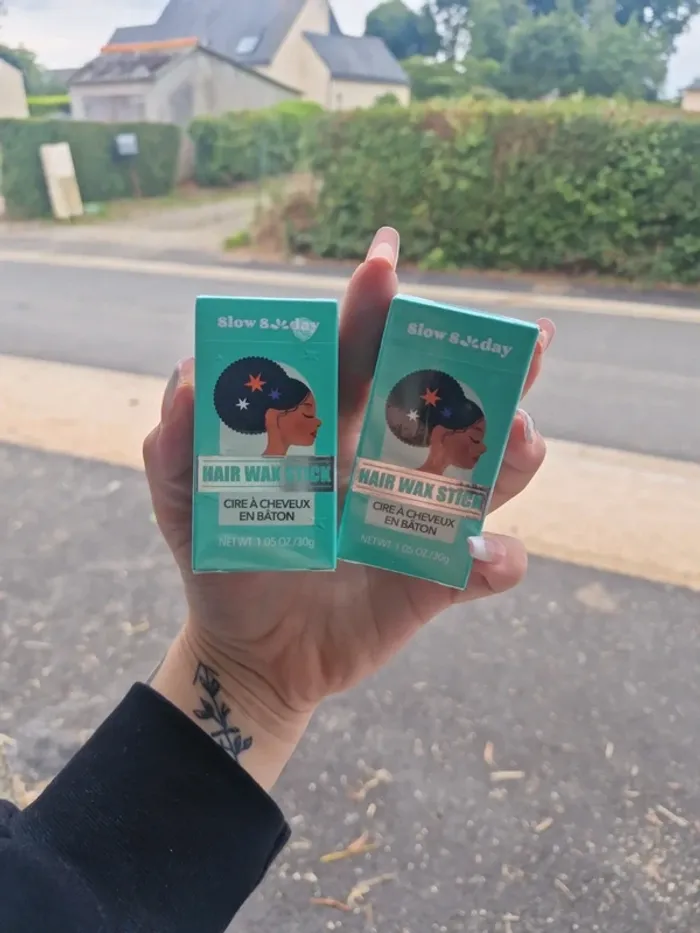 Slow Sunday
HAIR WAX STICK
CIRE À CHEVEUX
EN BÂTON
NET WT. 1.05 OZ/30g
Slow Sunday
HAIR WAX STICK
CIRE À CHEVEUX
EN BÂTON
NET WT. 1.05 OZ/30g